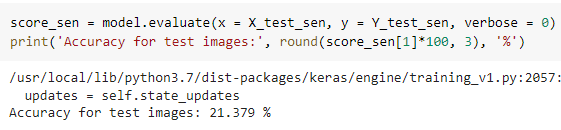 score_sen = model.evaluate(x = X_test_sen, y = Y_test_sen, verbose = 0)
print('Accuracy for test images:', round(score_sen[1]*100, 3), '%')
/usr/local/lib/python3.7/dist-packages/keras/engine/training_v1.py:2057:
updates = self.state_updates
Accuracy for test images: 21.379 %